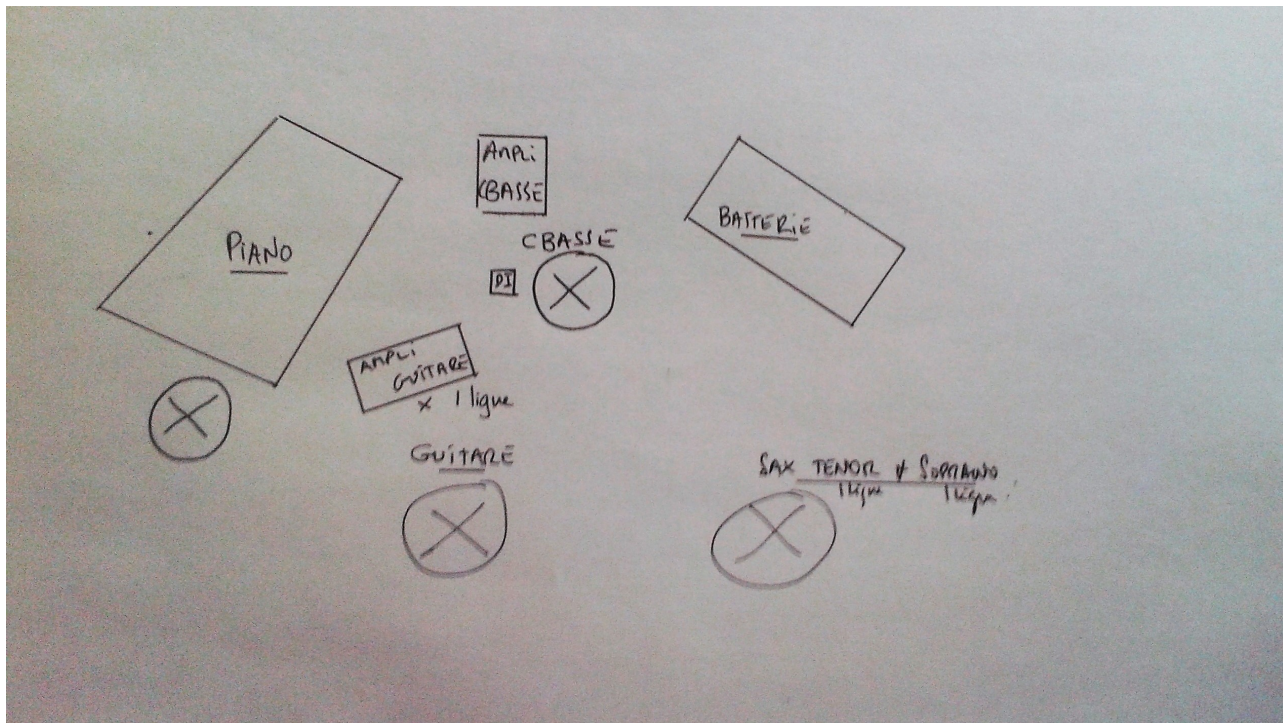 AMPLi
CBASSE
CBASSE
BATTERiE
PiANO
DI
AMPLi
GUiTARE
x 1 ligne
GUiTARE
SAX TENOR & SOPRANO
1 ligne 1 ligne